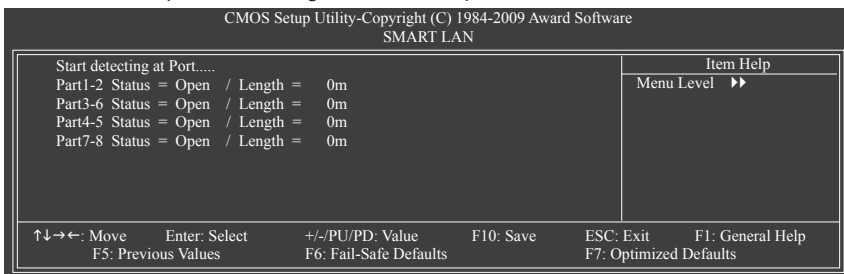 CMOS Setup Utility-Copyright (C) 1984-2009 Award Software
SMART LAN
Start detecting at Port.....
Part1-2 Status = Open / Length = 0m
Part3-6 Status = Open / Length = 0m
Part4-5 Status = Open / Length = 0m
Part7-8 Status = Open / Length = 0m
Item Help
Menu Level ▶▶
↑↓→←: Move Enter: Select +/-/PU/PD: Value F10: Save ESC: Exit F1: General Help
F5: Previous Values F6: Fail-Safe Defaults F7: Optimized Defaults